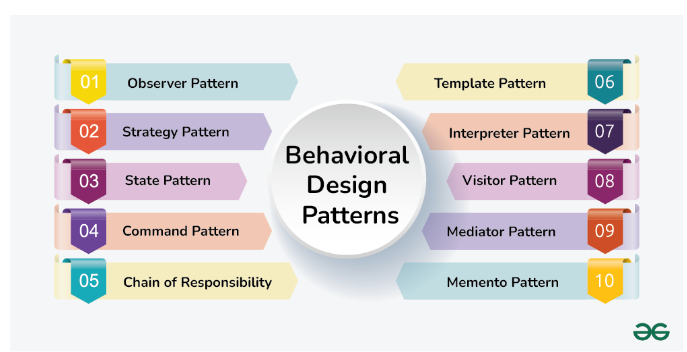 Behavioral
Design
Patterns
01 Observer Pattern
02 Strategy Pattern
03 State Pattern
04 Command Pattern
05 Chain of Responsibility
Template Pattern 06
Interpreter Pattern 07
Visitor Pattern 08
Mediator Pattern 09
Memento Pattern 10